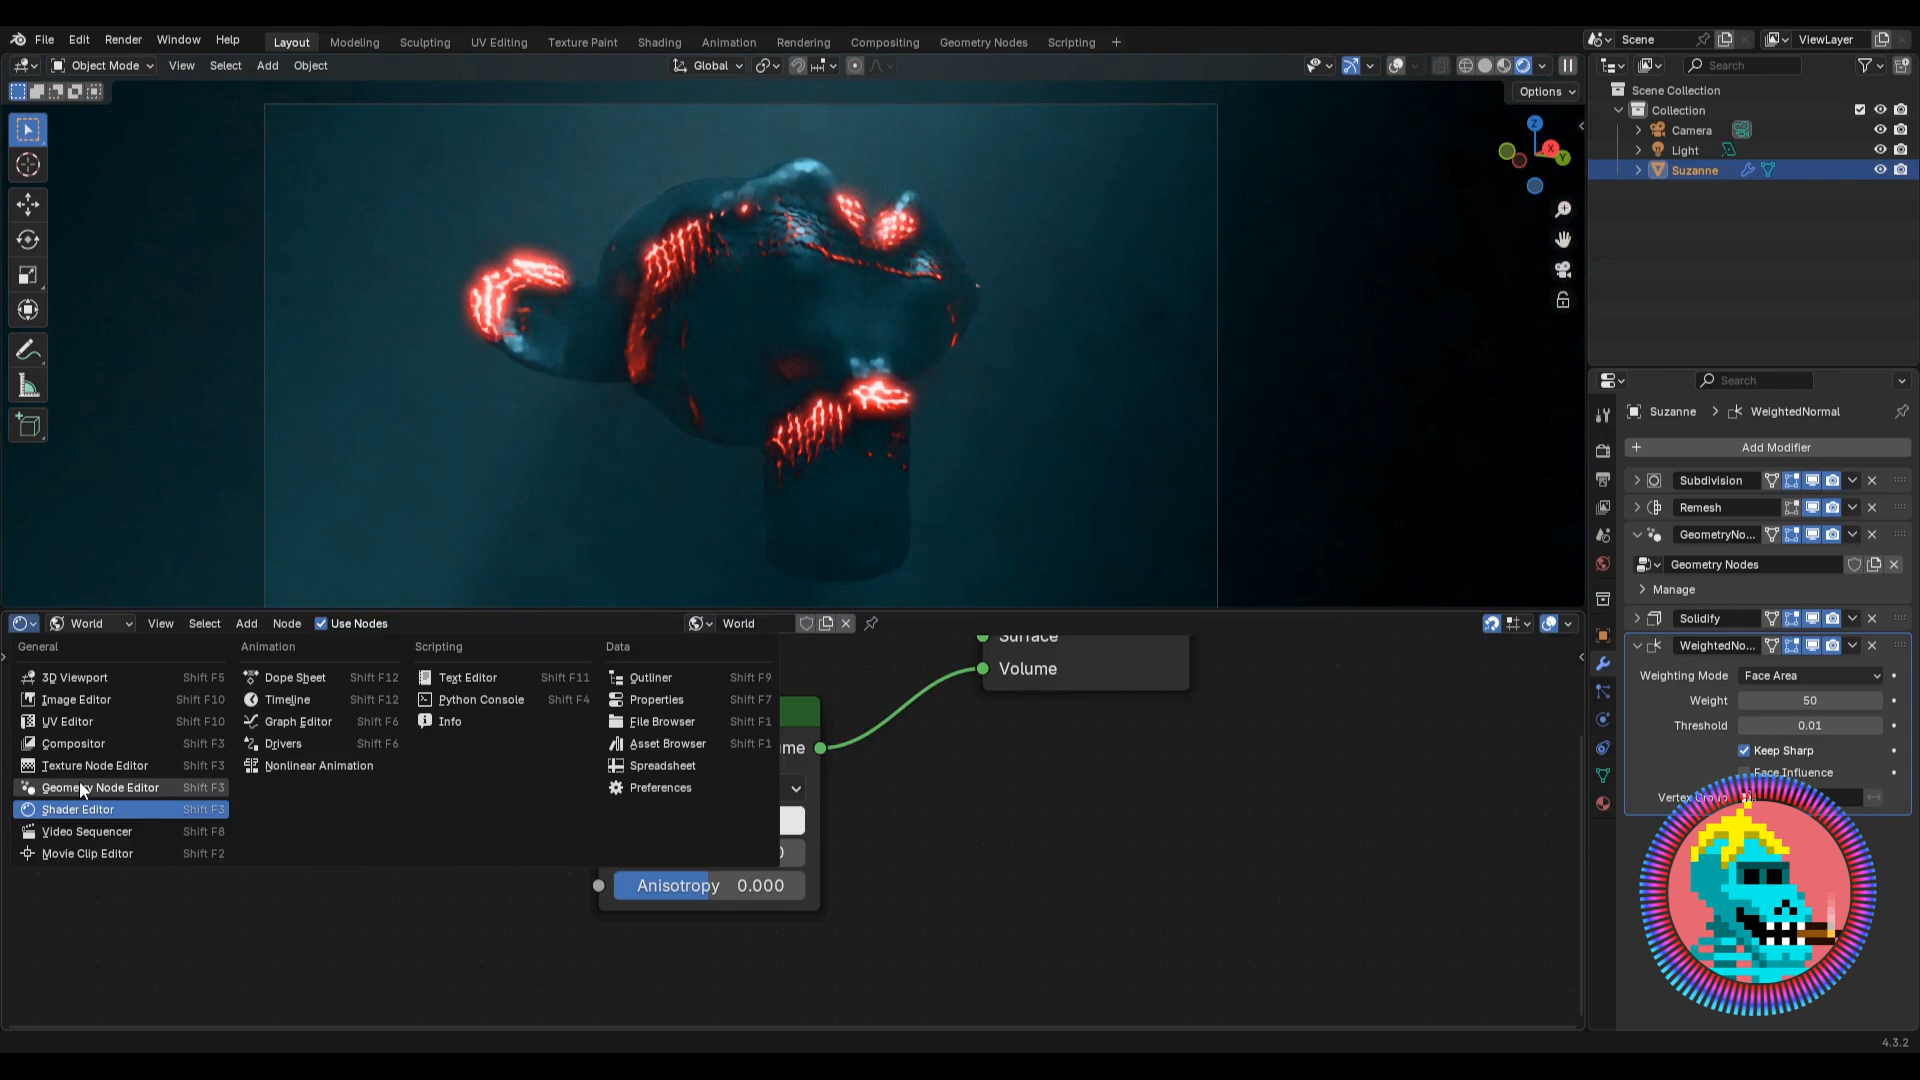 File Edit Render Window Help
Layout Modeling Sculpting UV Editing Texture Paint Shading Animation Rendering Compositing Geometry Nodes Scripting +
Scene
ViewLayer
Object Mode View Select Add Object
Global
Search
Options
Scene Collection
Collection
Camera
Light
Suzanne
Z
X
Y
Search
Suzanne > WeightedNormal
+ Add Modifier
Subdivision
Remesh
GeometryNo...
Geometry Nodes
Manage
Solidify
WeightedNo...
Weighting Mode Face Area
Weight 50
Threshold 0.01
Keep Sharp
Face Influence
World View Select Add Node Use Nodes
World
General
3D Viewport Shift F5
Image Editor Shift F10
UV Editor Shift F10
Compositor Shift F3
Texture Node Editor Shift F3
Geometry Node Editor Shift F3
Shader Editor Shift F3
Video Sequencer Shift F8
Movie Clip Editor Shift F2
Animation
Dope Sheet Shift F12
Timeline Shift F12
Graph Editor Shift F6
Drivers Shift F6
Nonlinear Animation
Scripting
Text Editor Shift F11
Python Console Shift F4
Info
Data
Outliner Shift F9
Properties Shift F7
File Browser Shift F1
Asset Browser Shift F1
Spreadsheet
Preferences
Surface
Volume
Anisotropy 0.000
4.3.2